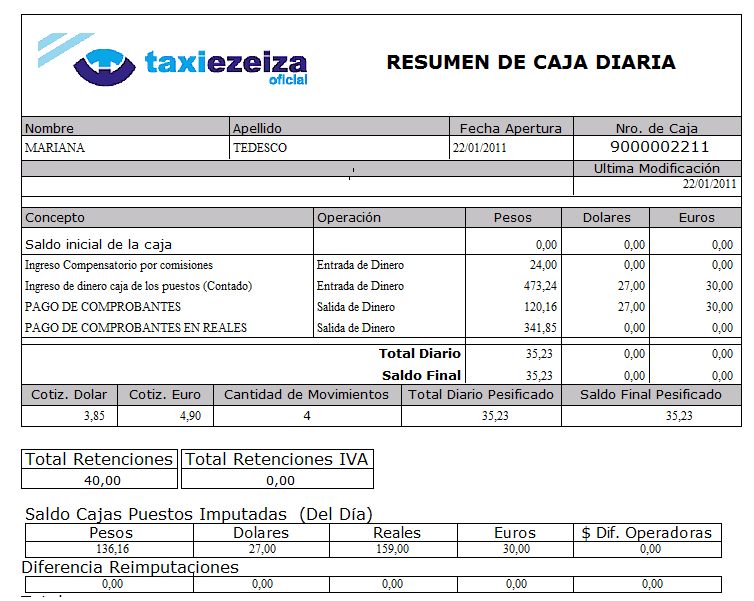 taxiezeiza
oficial
RESUMEN DE CAJA DIARIA
Nombre Apellido Fecha Apertura Nro. de Caja
MARIANA TEDESCO 22/01/2011 9000002211
Ultima Modificación
22/01/2011
Concepto Operación Pesos Dolares Euros
Saldo inicial de la caja 0,00 0,00 0,00
Ingreso Compensatorio por comisiones Entrada de Dinero 24,00 0,00 0,00
Ingreso de dinero caja de los puestos (Contado) Entrada de Dinero 473,24 27,00 30,00
PAGO DE COMPROBANTES Salida de Dinero 120,16 27,00 30,00
PAGO DE COMPROBANTES EN REALES Salida de Dinero 341,85 0,00 0,00
Total Diario 35,23 0,00 0,00
Saldo Final 35,23 0,00 0,00
Cotiz. Dolar Cotiz. Euro Cantidad de Movimientos Total Diario Pesificado Saldo Final Pesificado
3,85 4,90 4 35,23 35,23
Total Retenciones Total Retenciones IVA
40,00 0,00
Saldo Cajas Puestos Imputadas (Del Día)
Pesos Dolares Reales Euros $ Dif. Operadoras
136,16 27,00 159,00 30,00 0,00
Diferencia Reimputaciones
0,00 0,00 0,00 0,00 0,00